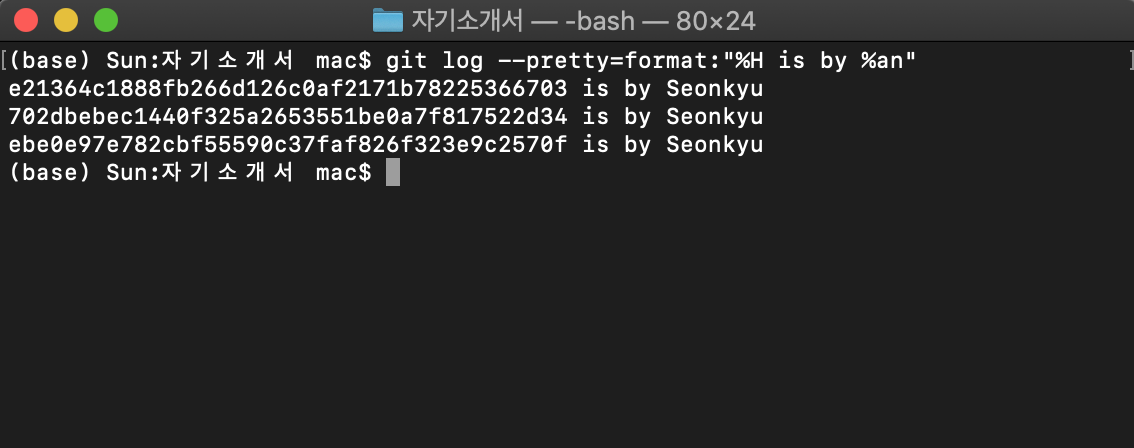 자기소개서 — -bash — 80×24
(base) Sun:자기소개서 mac$ git log --pretty=format:"%H is by %an"
e21364c1888fb266d126c0af2171b78225366703 is by Seonkyu
702dbebec1440f325a2653551be0a7f817522d34 is by Seonkyu
ebe0e97e782cbf55590c37faf826f323e9c2570f is by Seonkyu
(base) Sun:자기소개서 mac$